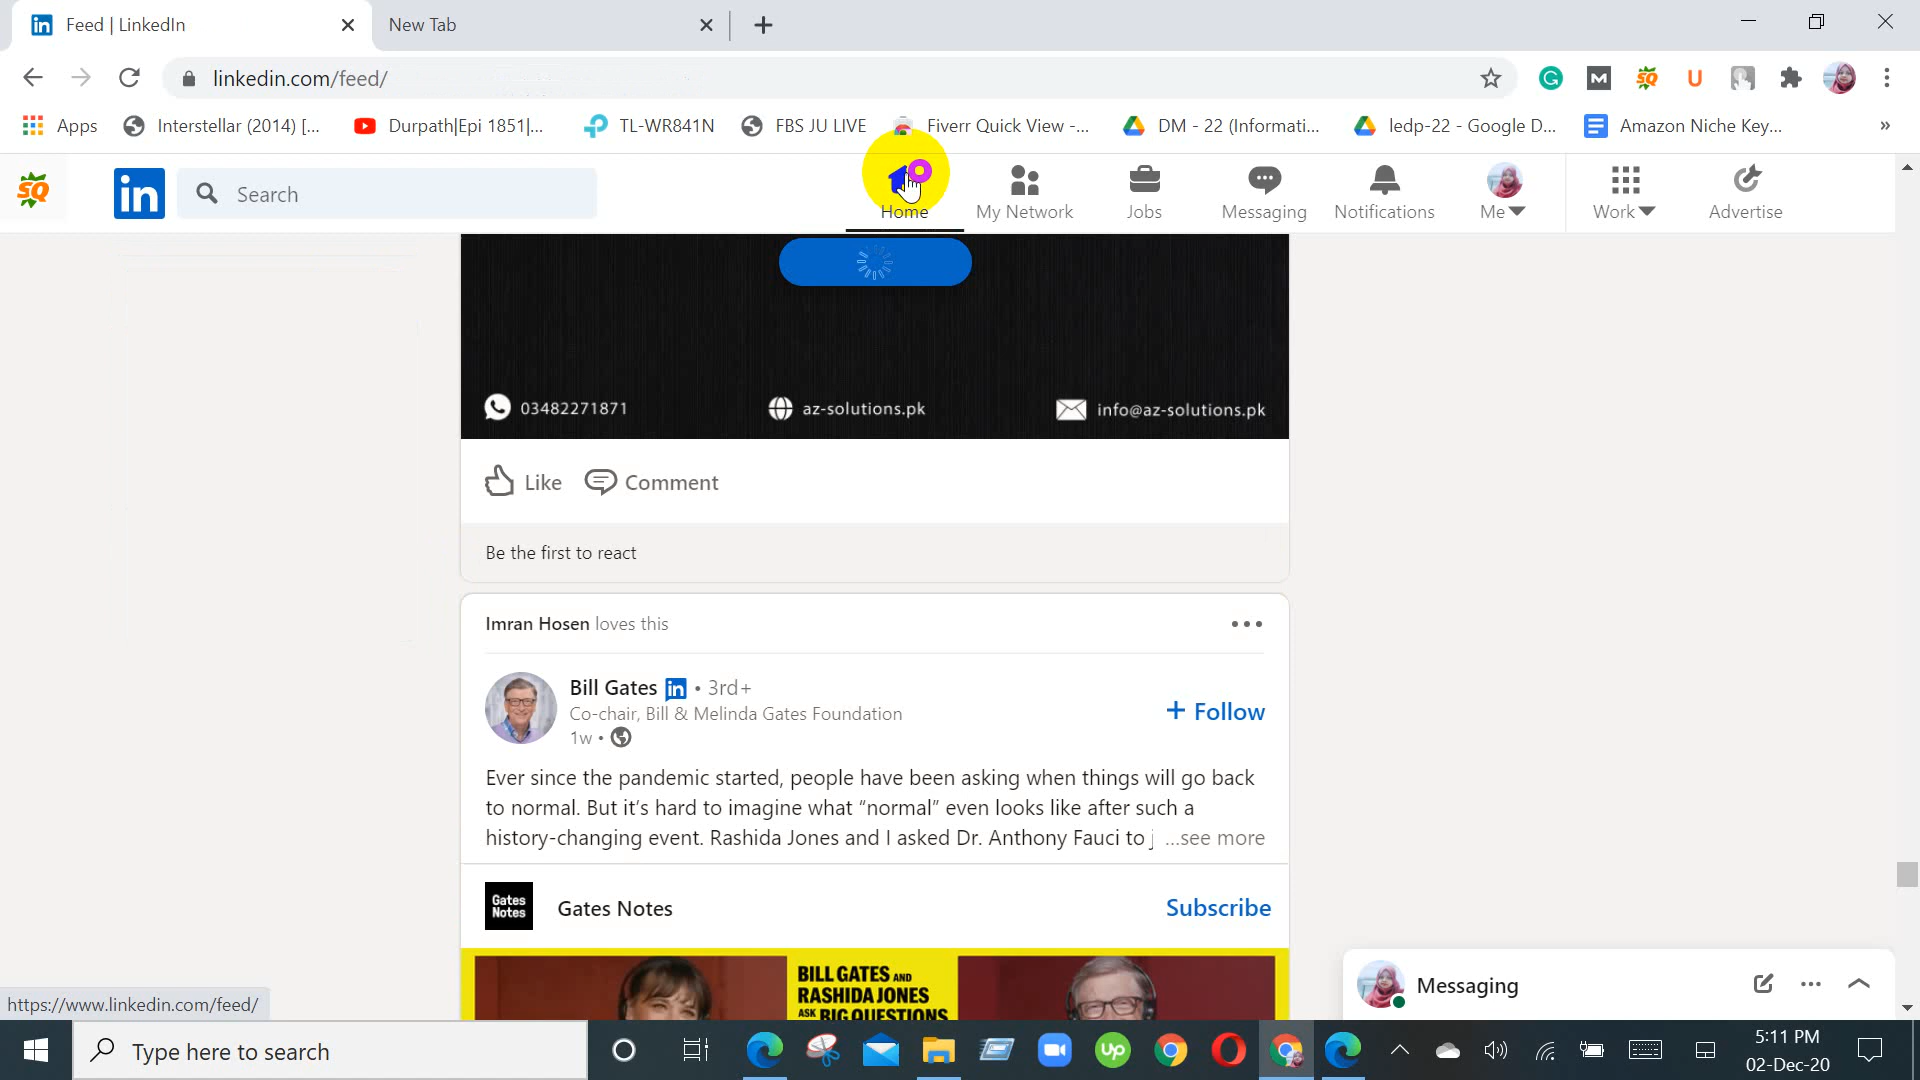 Feed | LinkedIn
New Tab
linkedin.com/feed/
Apps
Interstellar (2014) [...
Durpath|Epi 1851|...
TL-WR841N
FBS JU LIVE
Fiverr Quick View -...
DM - 22 (Informati...
ledp-22 - Google D...
Amazon Niche Key...
»
SQ
in
Search
Home
My Network
Jobs
Messaging
Notifications
Me
Work
Advertise
03482271871
az-solutions.pk
info@az-solutions.pk
Like
Comment
Be the first to react
Imran Hosen loves this
Bill Gates in • 3rd+
Co-chair, Bill & Melinda Gates Foundation
1w •
+ Follow
Ever since the pandemic started, people have been asking when things will go back
to normal. But it's hard to imagine what “normal” even looks like after such a
history-changing event. Rashida Jones and I asked Dr. Anthony Fauci to j ...see more
Gates
Notes
Gates Notes
Subscribe
BILL GATES AND
RASHIDA JONES
ASK BIG QUESTIONS
Messaging
https://www.linkedin.com/feed/
Type here to search
Up
5:11 PM
02-Dec-20